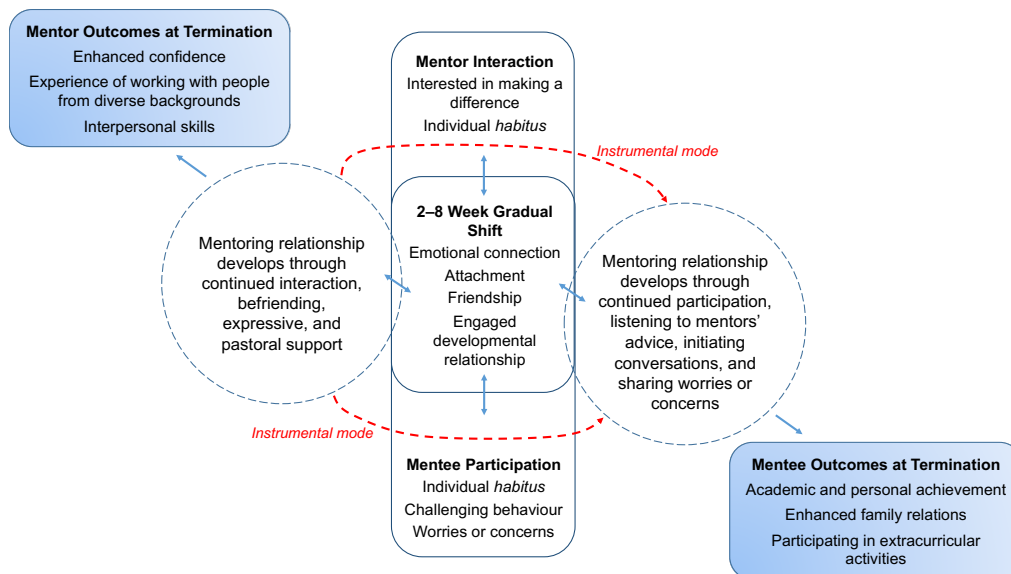 Mentor Outcomes at Termination
Enhanced confidence
Experience of working with people
from diverse backgrounds
Interpersonal skills
Mentor Interaction
Interested in making a
difference
Individual habitus
Instrumental mode
2–8 Week Gradual
Shift
Emotional connection
Attachment
Friendship
Engaged
developmental
relationship
Mentoring relationship
develops through
continued interaction,
befriending,
expressive, and
pastoral support
Mentoring relationship
develops through
continued participation,
listening to mentors’
advice, initiating
conversations, and
sharing worries or
concerns
Instrumental mode
Mentee Participation
Individual habitus
Challenging behaviour
Worries or concerns
Mentee Outcomes at Termination
Academic and personal achievement
Enhanced family relations
Participating in extracurricular
activities